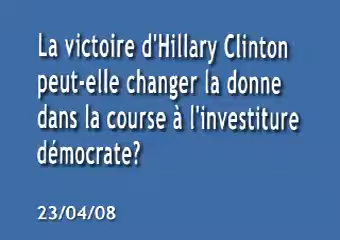 La victoire d'Hillary Clinton
peut-elle changer la donne
dans la course à l'investiture
démocrate?
23/04/08